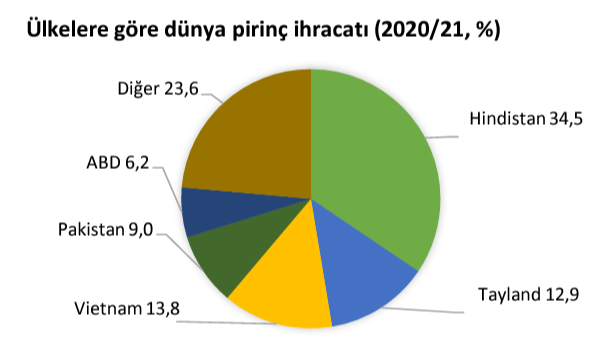 Ülkelere göre dünya pirinç ihracatı (2020/21, %)
Diğer 23,6
Hindistan 34,5
ABD 6,2
Pakistan 9,0
Tayland 12,9
Vietnam 13,8